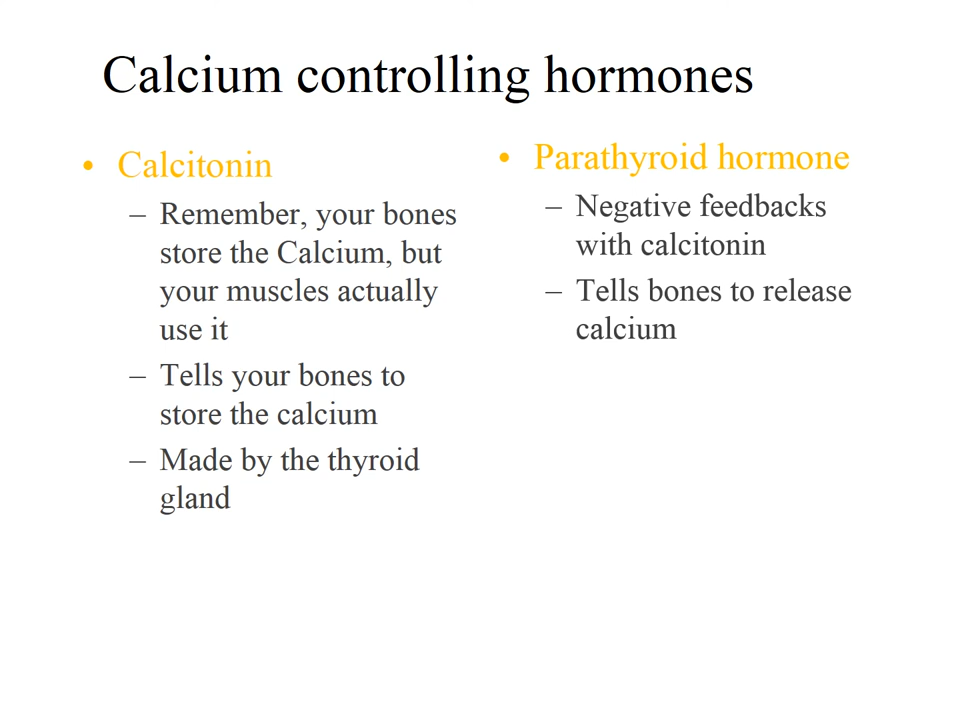 Calcium controlling hormones
• Calcitonin
– Remember, your bones
store the Calcium, but
your muscles actually
use it
– Tells your bones to
store the calcium
– Made by the thyroid
gland
• Parathyroid hormone
– Negative feedbacks
with calcitonin
– Tells bones to release
calcium